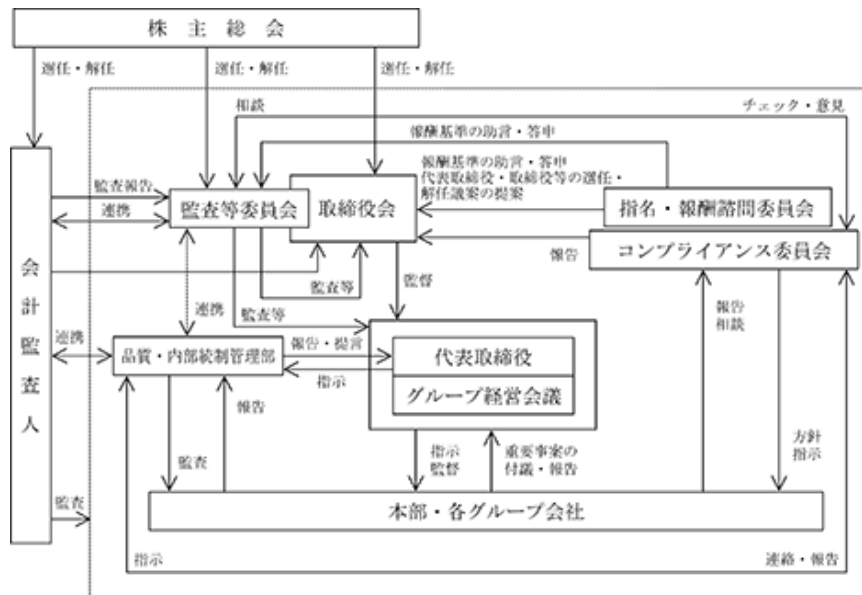 株主総会
選任・解任
選任・解任
選任・解任
相談
チェック・意見
報酬基準の助言・答申
監査報告
報酬基準の助言・答申
代表取締役・取締役等の選任・
解任議案の提案
連携
監査等委員会
取締役会
指名・報酬諮問委員会
報告
コンプライアンス委員会
会計監査人
監査等
監督
連携
監査等
報告
相談
連携
品質・内部統制管理部
報告・提言
代表取締役
指示
グループ経営会議
報告
監査
指示
監督
重要事案の
付議・報告
方針
指示
監査
本部・各グループ会社
指示
連絡・報告